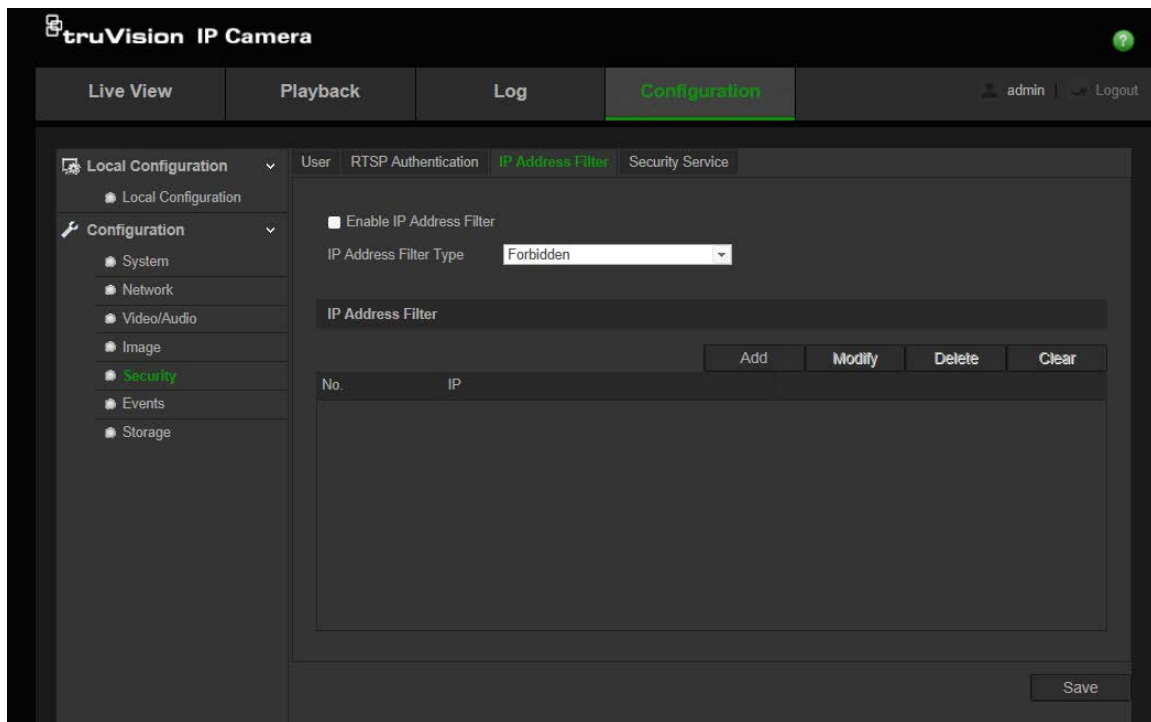 truVision IP Camera
?
Live View Playback Log Configuration admin | Logout
Local Configuration
Local Configuration
Configuration
System
Network
Video/Audio
Image
Security
Events
Storage
User RTSP Authentication IP Address Filter Security Service
Enable IP Address Filter
IP Address Filter Type Forbidden
IP Address Filter
Add Modify Delete Clear
No. IP
Save